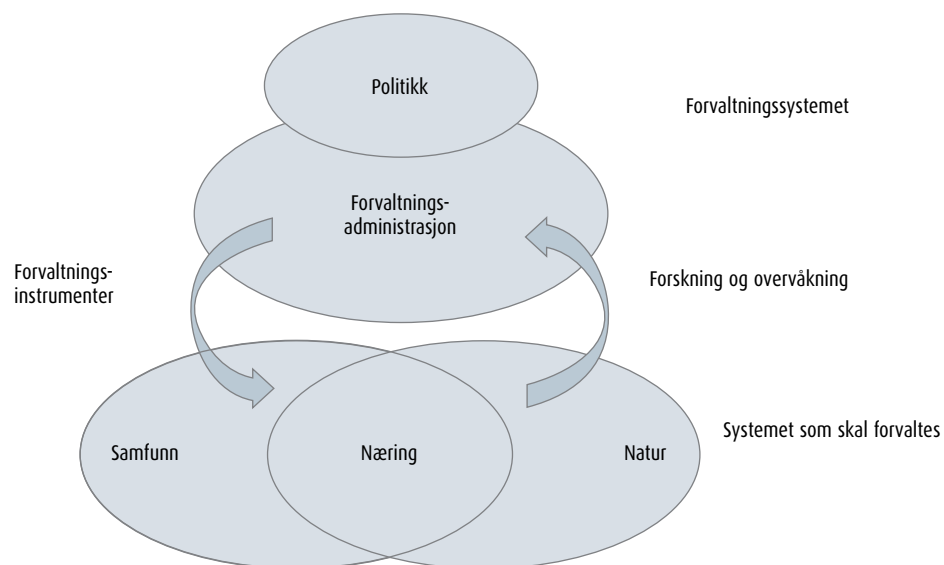 Politikk
Forvaltningssystemet
Forvaltnings-
administrasjon
Forvaltnings-
instrumenter
Forskning og overvåkning
Systemet som skal forvaltes
Samfunn
Næring
Natur